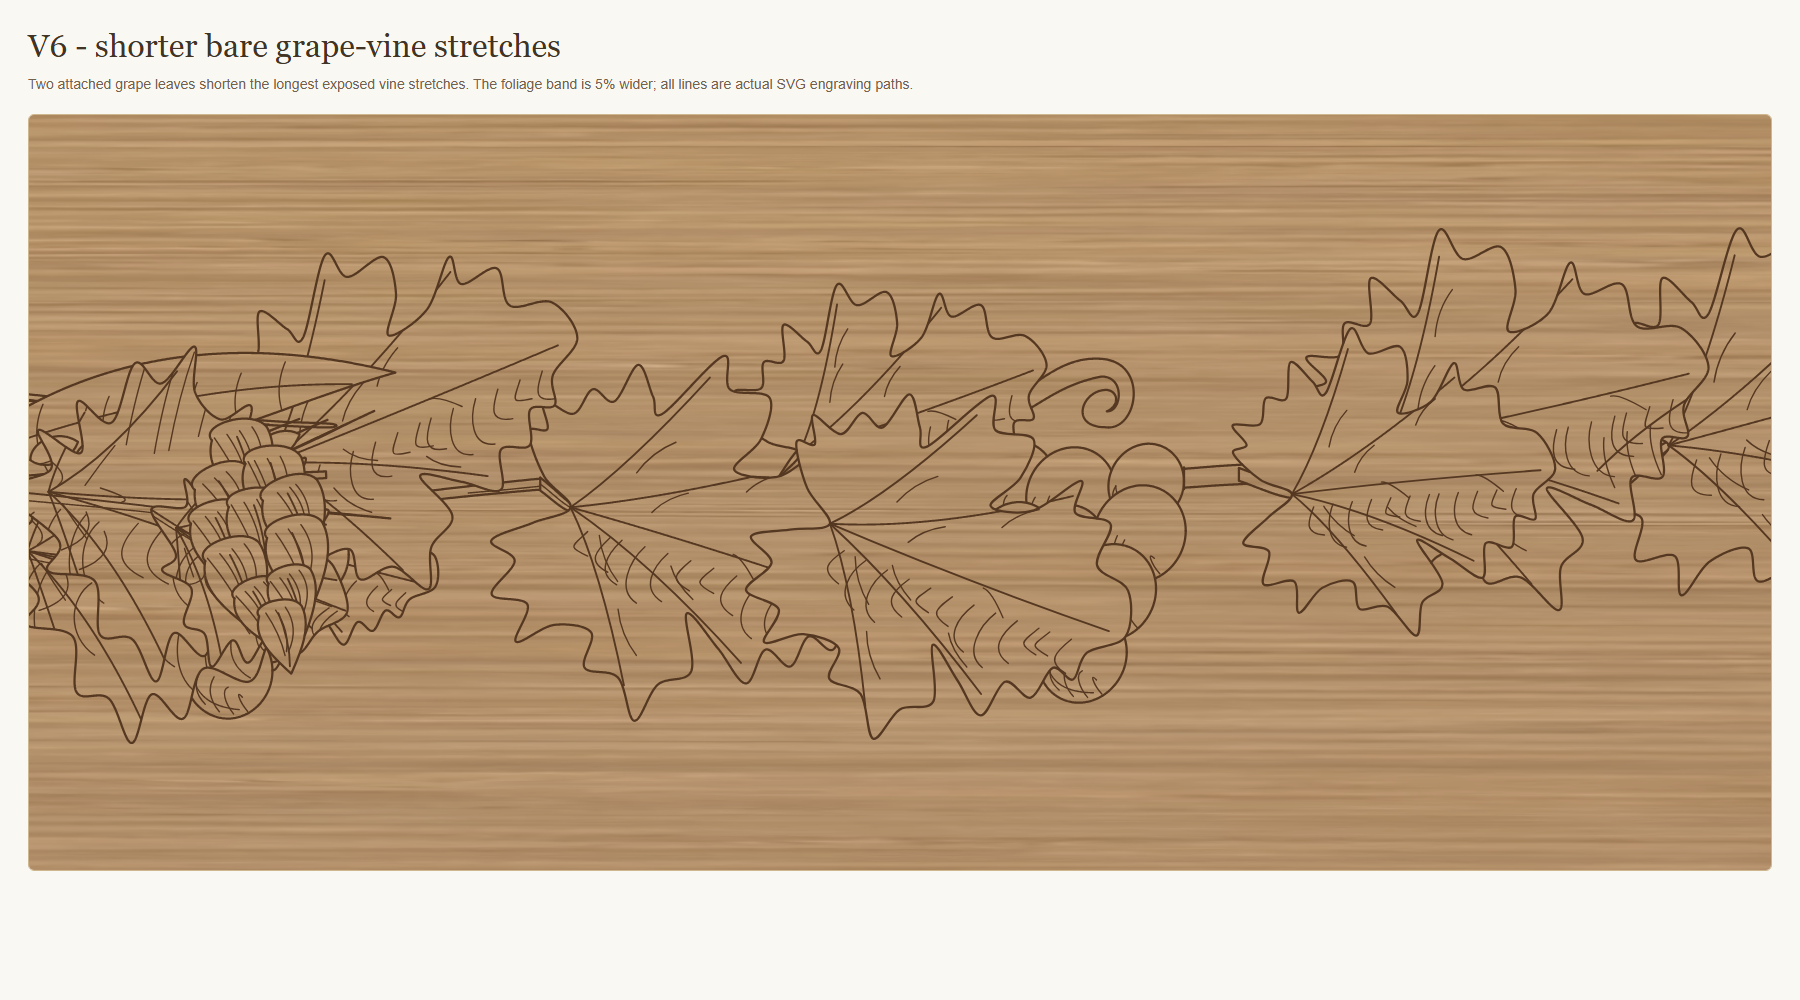 V6 - shorter bare grape-vine stretches
Two attached grape leaves shorten the longest exposed vine stretches. The foliage band is 5% wider; all lines are actual SVG engraving paths.